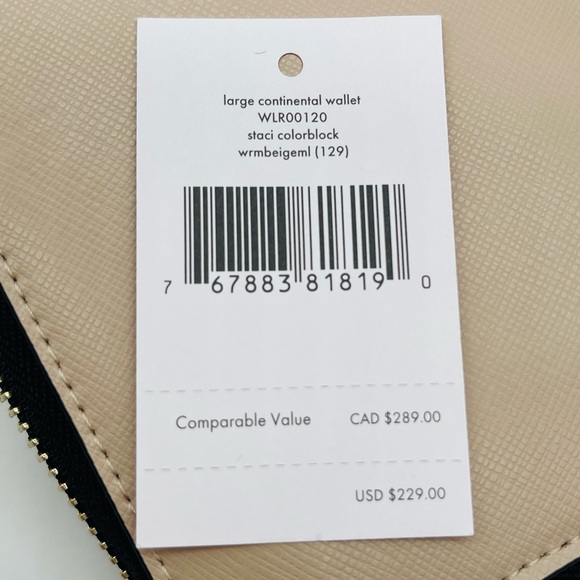 large continental wallet
WLR00120
staci colorblock
wrmbeigeml (129)
7 67883 81819 0
Comparable Value CAD $289.00
USD $229.00